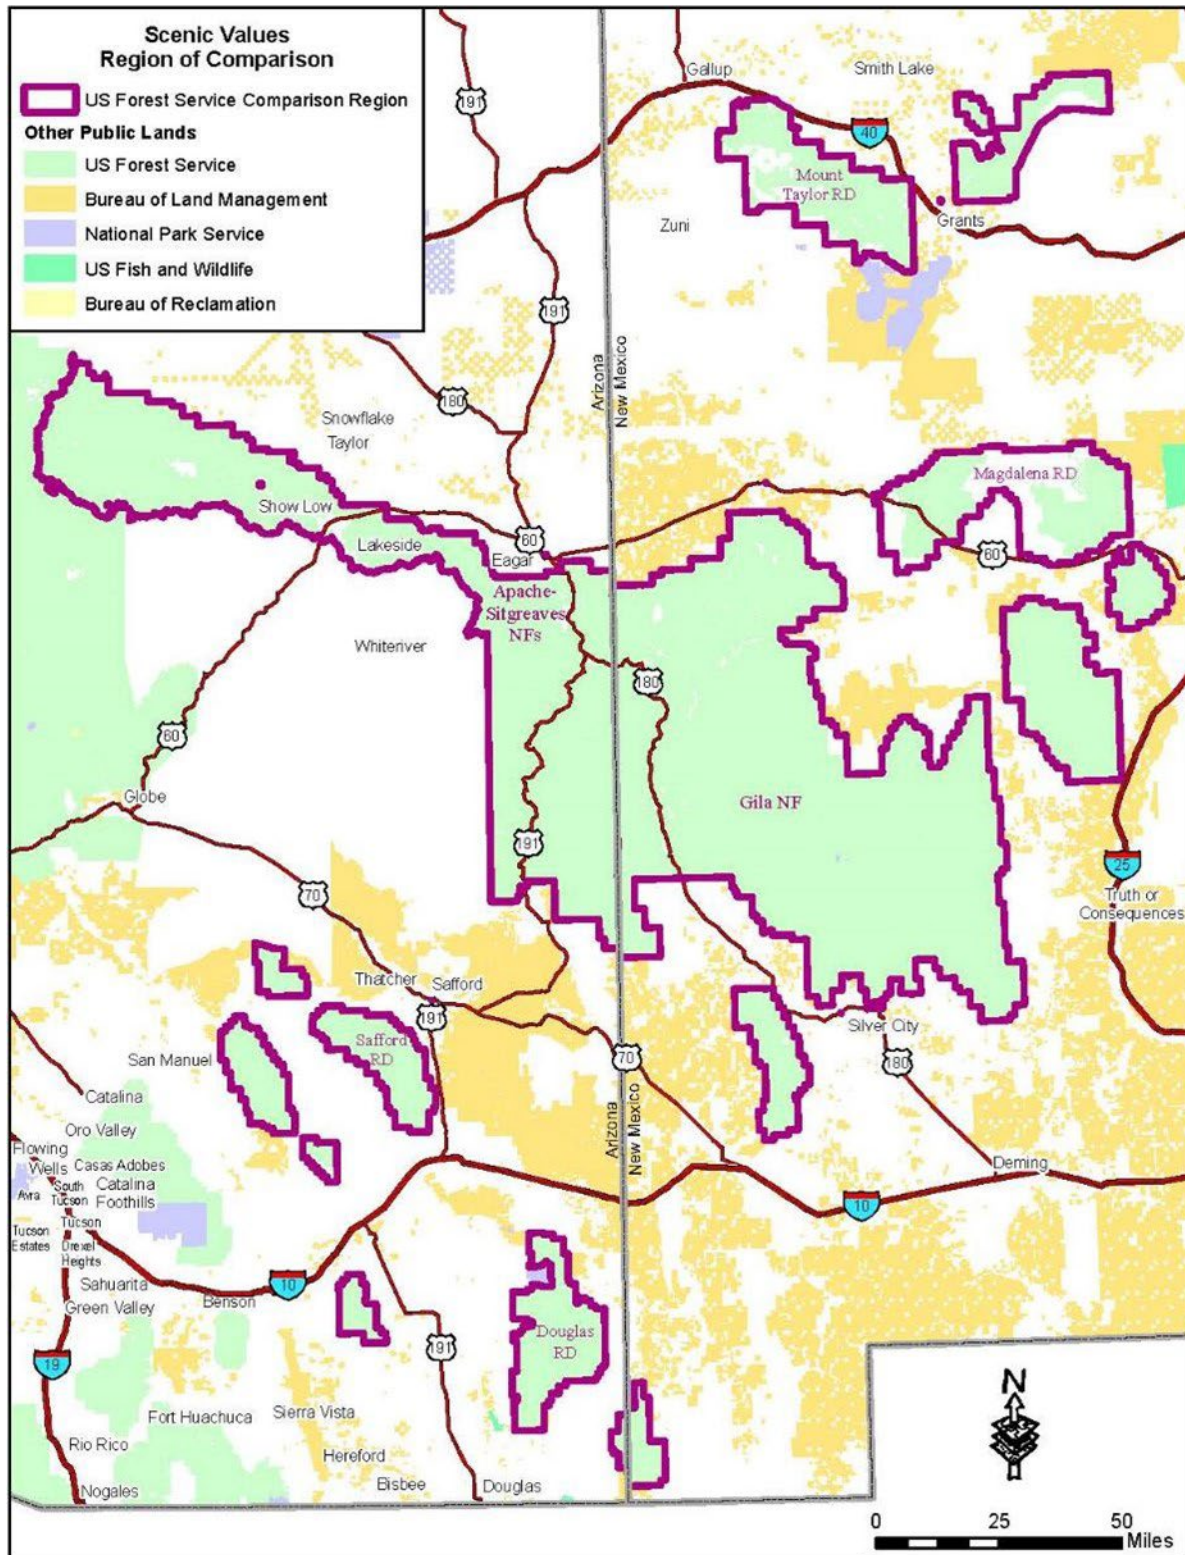 Scenic Values
Region of Comparison
US Forest Service Comparison Region
Other Public Lands
US Forest Service
Bureau of Land Management
National Park Service
US Fish and Wildlife
Bureau of Reclamation
Gallup
Smith Lake
191
40
Mount
Taylor RD
Zuni
Grants
191
Arizona
New Mexico
180
Snowflake
Taylor
Magdalena RD
Show Low
60
Lakeside
Eagar
60
Apache-
Sitgreaves
NFs
Whiteriver
180
60
Globe
Gila NF
191
25
70
Truth or
Consequences
Thatcher
Safford
191
Silver City
San Manuel
Safford
RD
70
180
Catalina
Arizona
New Mexico
Oro Valley
Flowing
Wells
Casas Adobes
Deming
Avra
South
Tucson
Catalina
Foothills
10
Tucson
Tucson
Estates
Drexel
Heights
Sahuarita
10
Green Valley
Benson
Douglas
RD
191
19
N
Fort Huachuca
Sierra Vista
Rio Rico
Hereford
Bisbee
Douglas
Nogales
0 25 50
Miles